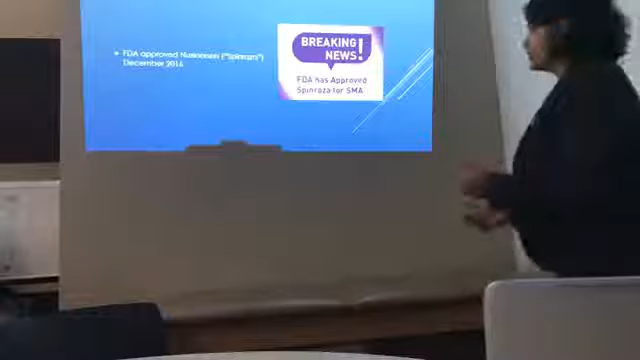 • FDA approved Nusinersen ("Spinraza")
December 2016
BREAKING
NEWS!
FDA has Approved
Spinraza for SMA